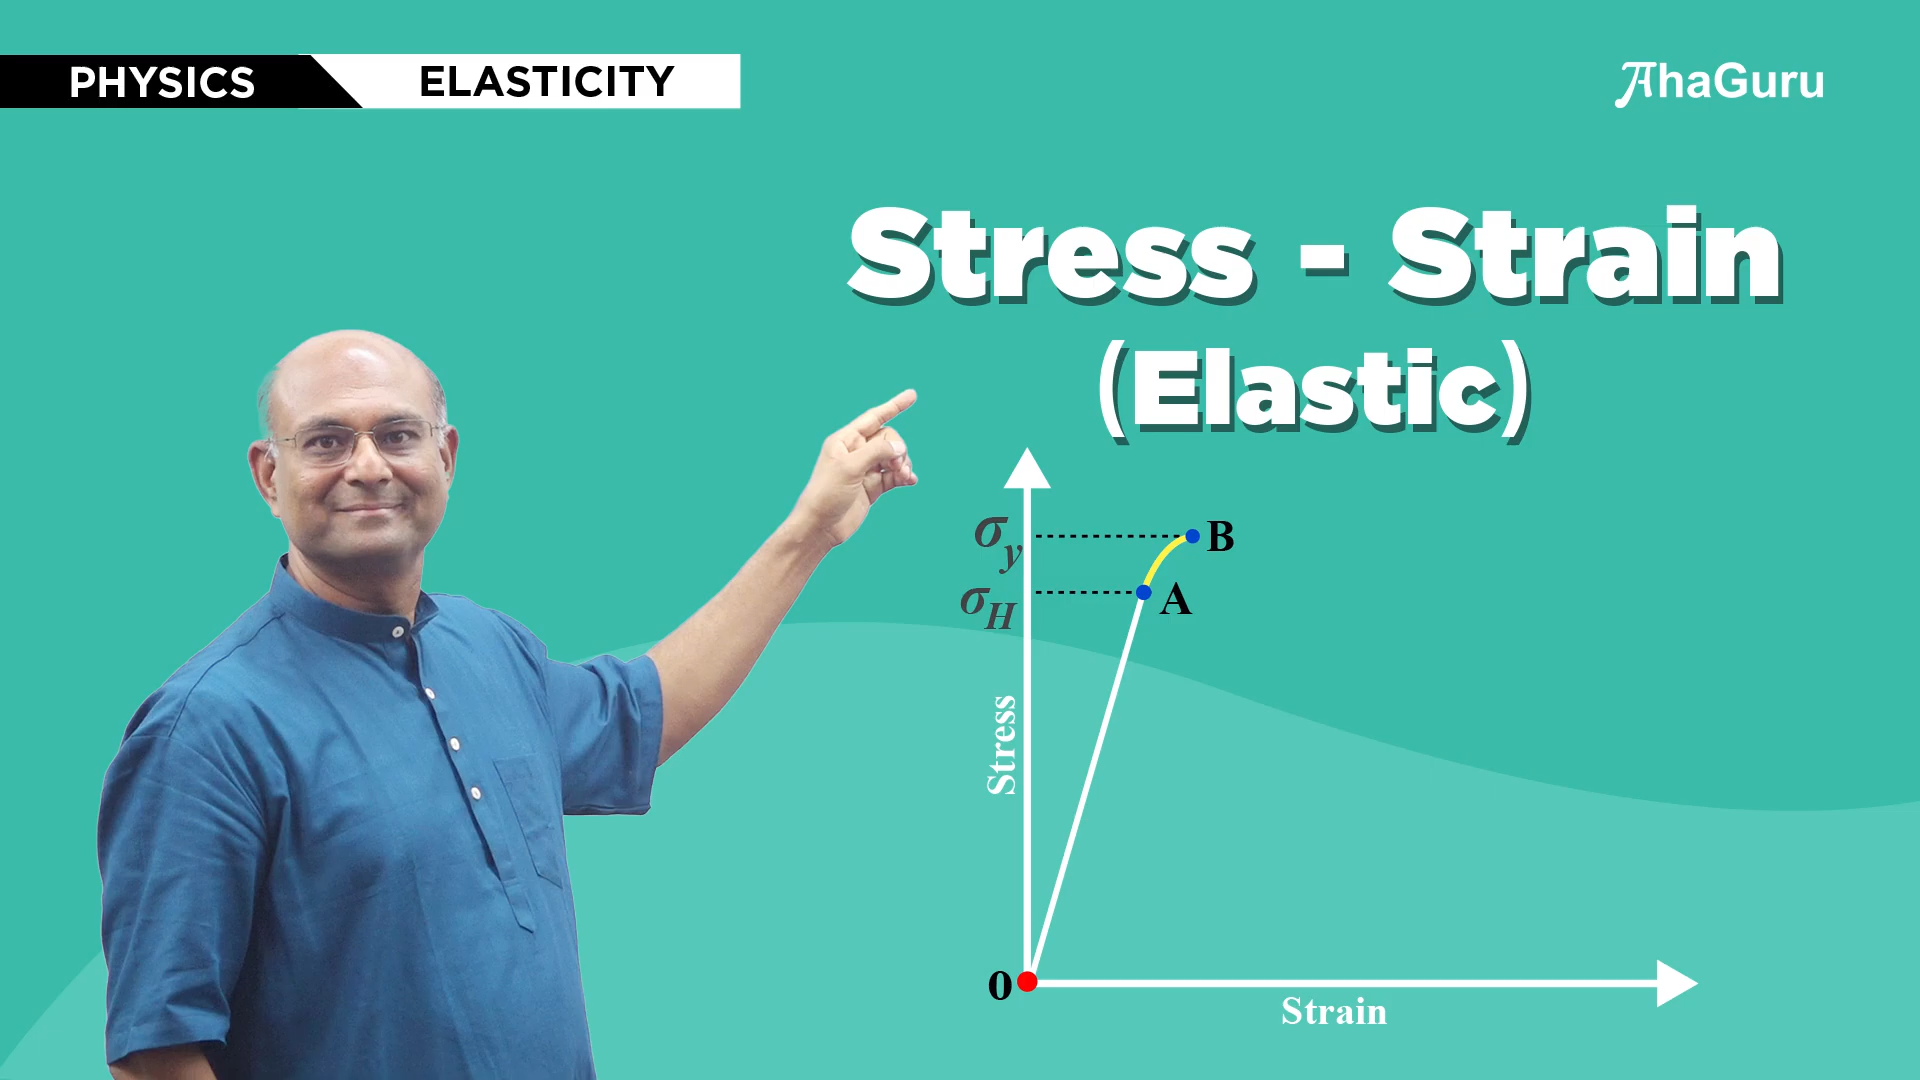 PHYSICS ELASTICITY
AhaGuru
Stress - Strain
(Elastic)
σy B
σH A
Stress
0
Strain